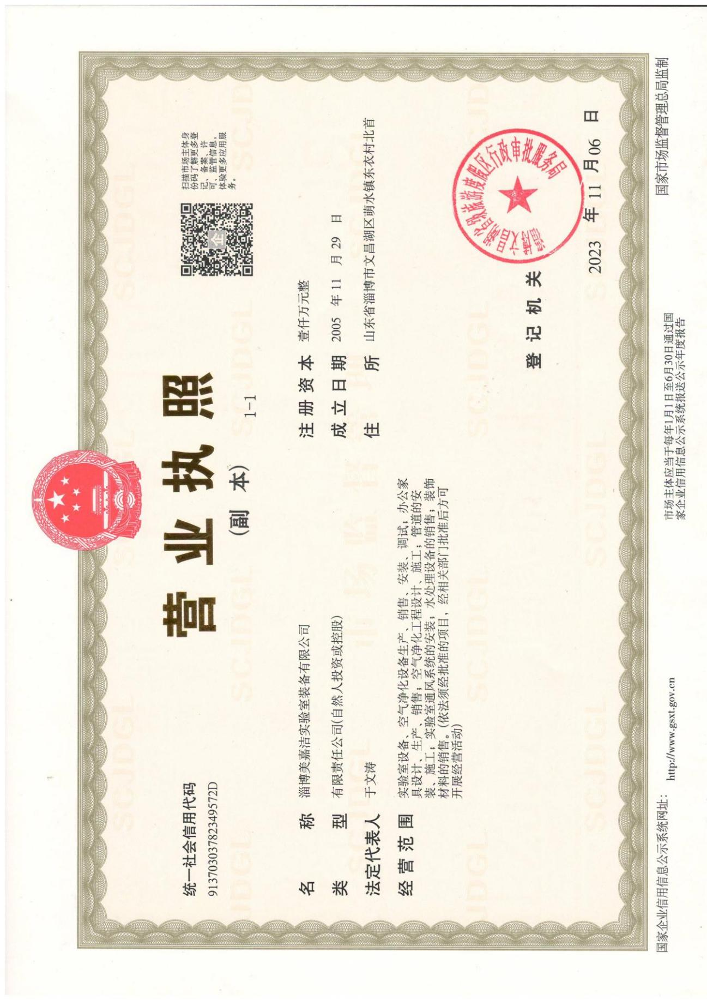 营业执照
(副 本)
1-1
统一社会信用代码
91370303782349572D
扫描市场主体身
份码了解更多登
记、备案、许
可、监管信息，
体验更多应用服
务。
名 称 淄博美嘉洁实验室装备有限公司
类 型 有限责任公司(自然人投资或控股)
法定代表人 于文涛
经营范围 实验室设备、空气净化设备生产、销售、安装、调试；办公家
具设计、生产、销售；空气净化工程设计、施工；管道的安
装、施工；实验室通风系统的安装；水处理设备的销售；装饰
材料的销售。(依法须经批准的项目，经相关部门批准后方可
开展经营活动)
注册资本 壹仟万元整
成立日期 2005 年 11 月 29 日
住 所 山东省淄博市文昌湖区萌水镇东衣村北首
登记机关
旅游度假区行政审批服务局
2023 年 11 月 06 日
国家企业信用信息公示系统网址：
http://www.gsxt.gov.cn
市场主体应当于每年1月1日至6月30日通过国
家企业信用信息公示系统报送公示年度报告
国家市场监督管理总局监制
SCJDGL